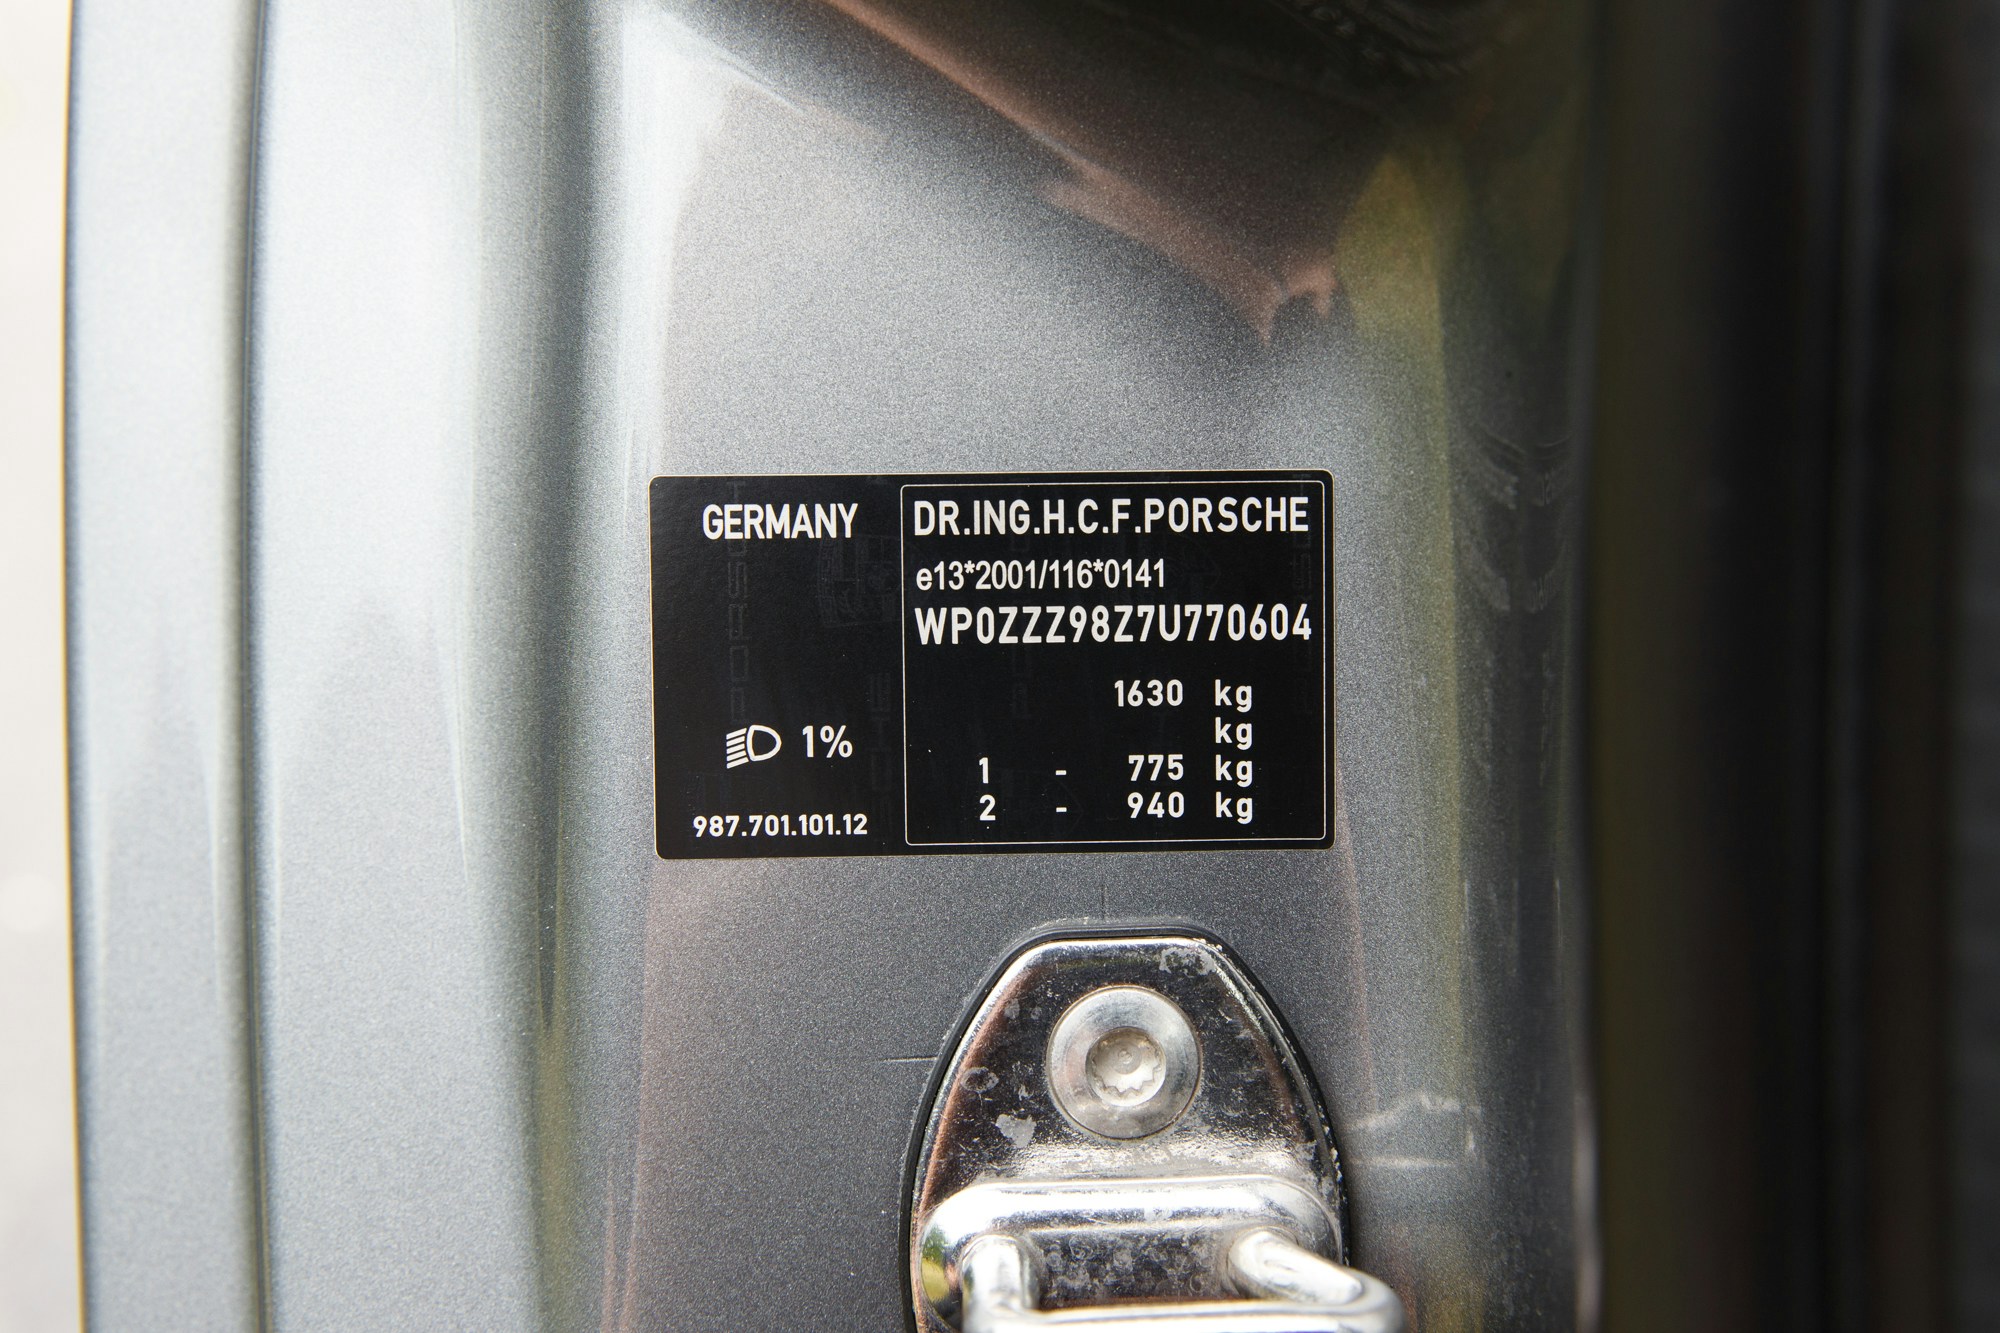 GERMANY
1%
987.701.101.12
DR.ING.H.C.F.PORSCHE
e13*2001/116*0141
WP0ZZZ98Z7U770604
1630 kg
kg
1 - 775 kg
2 - 940 kg